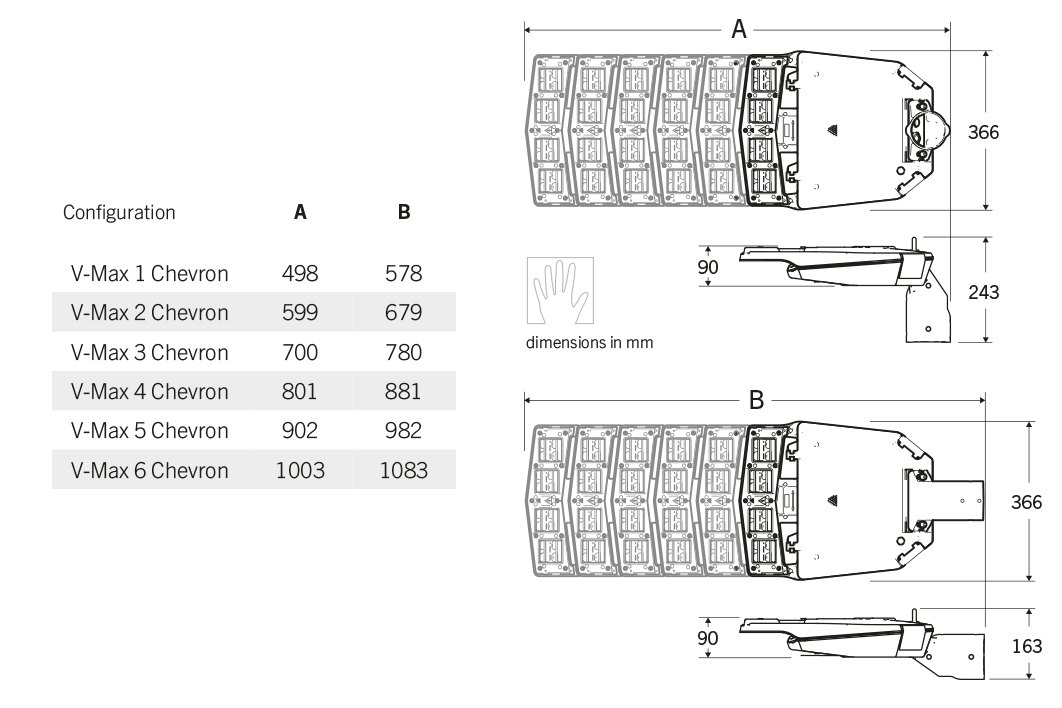 Configuration A B
V-Max 1 Chevron 498 578
V-Max 2 Chevron 599 679
V-Max 3 Chevron 700 780
V-Max 4 Chevron 801 881
V-Max 5 Chevron 902 982
V-Max 6 Chevron 1003 1083
A
366
90
243
dimensions in mm
B
366
90
163